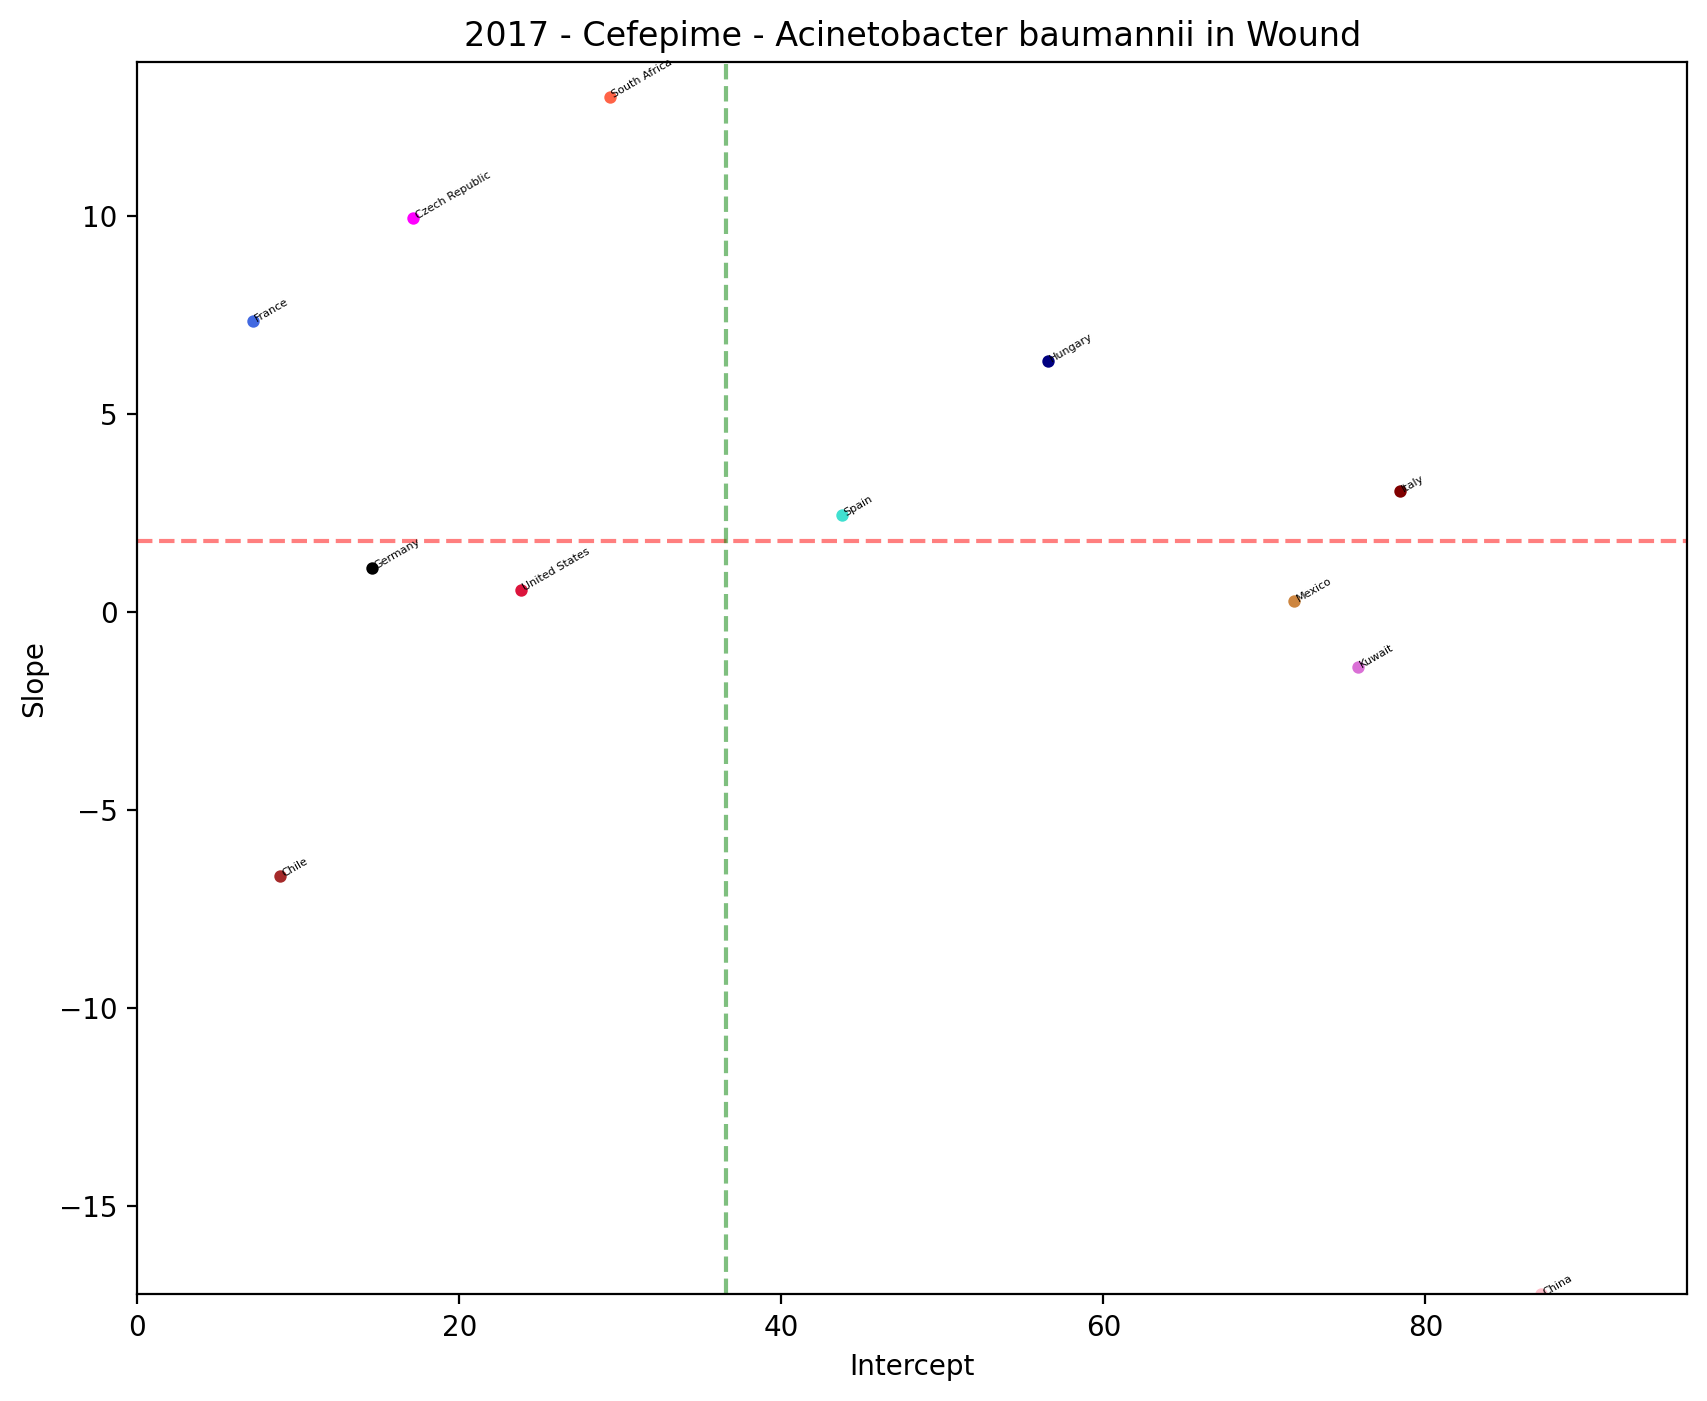 2017 - Cefepime - Acinetobacter baumannii in Wound
South Africa
Czech Republic
France
Hungary
Italy
Spain
Germany
United States
Mexico
Kuwait
Chile
China
10
5
0
−5
−10
−15
Slope
0
20
40
60
80
Intercept